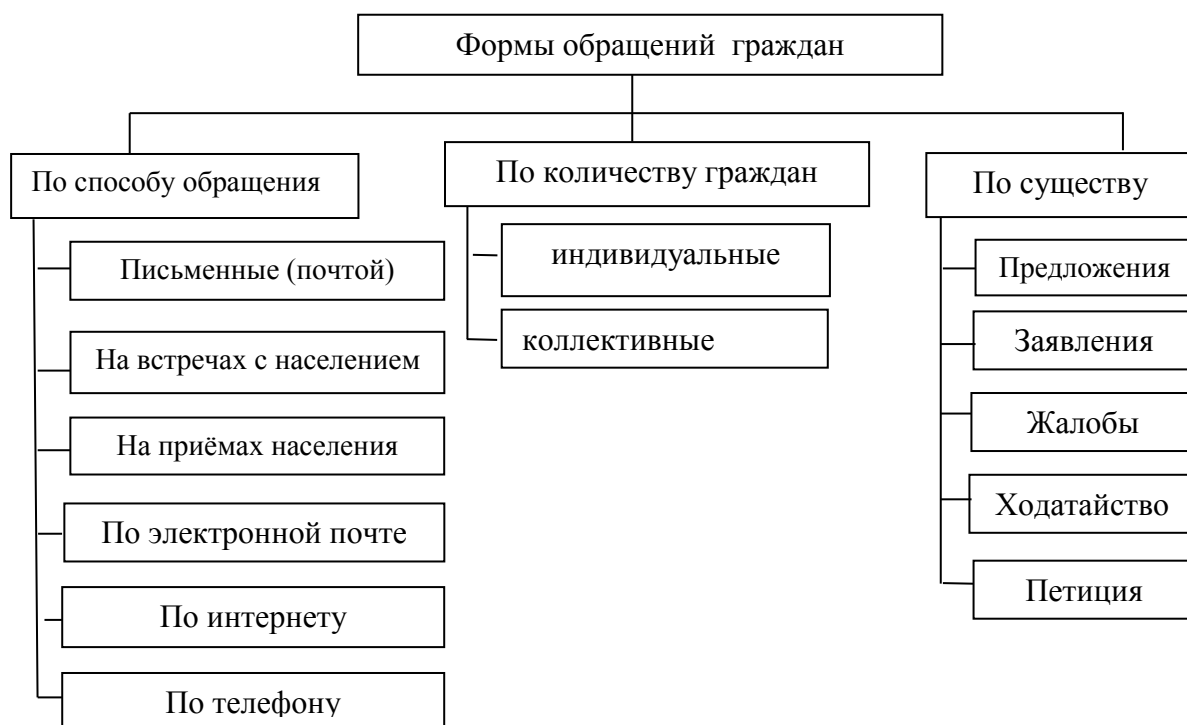 Формы обращений граждан
По способу обращения
Письменные (почтой)
На встречах с населением
На приёмах населения
По электронной почте
По интернету
По телефону
По количеству граждан
индивидуальные
коллективные
По существу
Предложения
Заявления
Жалобы
Ходатайство
Петиция